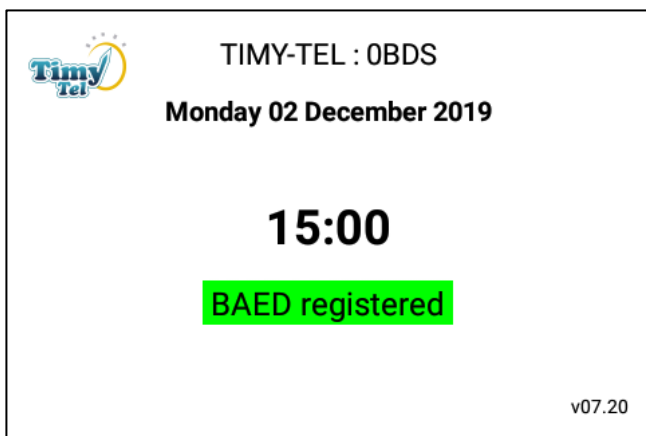 Timy
Tel
TIMY-TEL : 0BDS
Monday 02 December 2019
15:00
BAED registered
v07.20